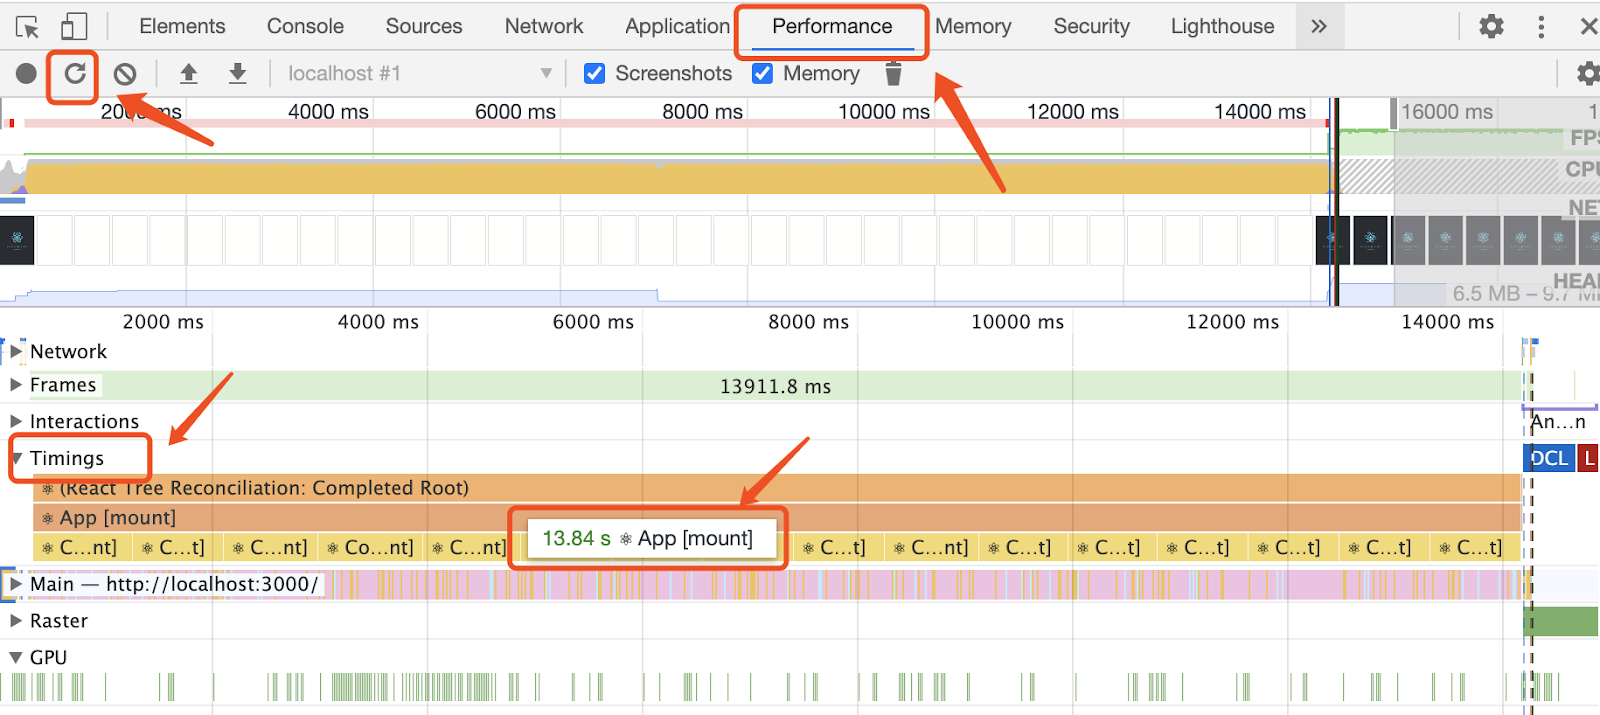 Elements Console Sources Network Application Performance Memory Security Lighthouse »
localhost #1 Screenshots Memory
2000 ms 4000 ms 6000 ms 8000 ms 10000 ms 12000 ms 14000 ms 16000 ms 1
FPS
CPU
NET
HEA
6.5 MB – 9.7 M
2000 ms 4000 ms 6000 ms 8000 ms 10000 ms 12000 ms 14000 ms
Network
Frames 13911.8 ms
Interactions An...n
Timings DCL L
(React Tree Reconciliation: Completed Root)
App [mount]
C...nt] C...t] C...nt] Co...nt] C...nt] 13.84 s App [mount] C...t] C...nt] C...t] C...t] C...t] C...t] C...t] C...t]
Main — http://localhost:3000/
Raster
GPU